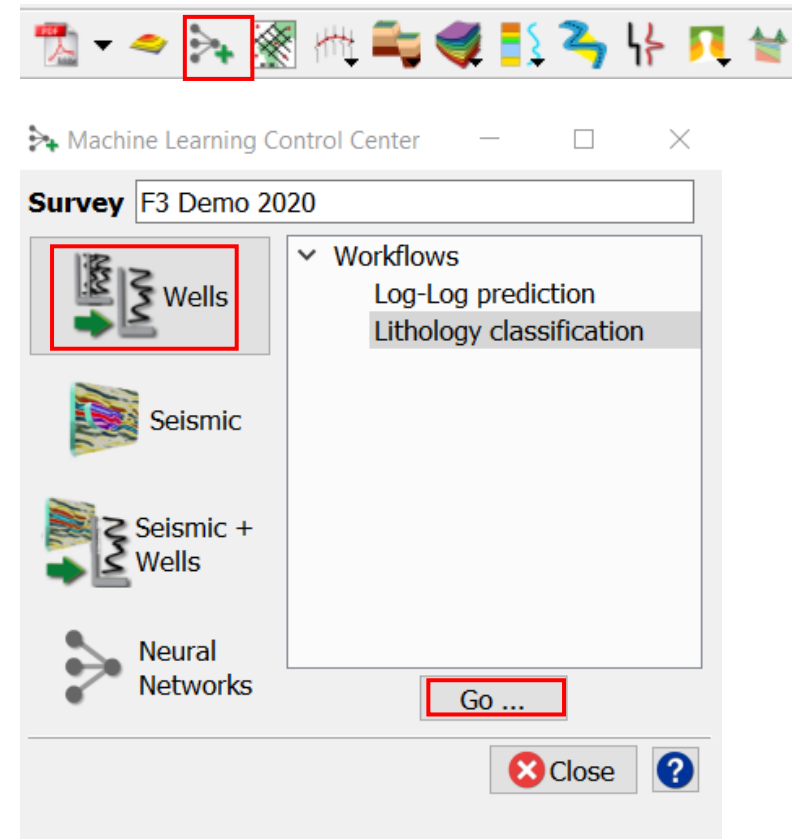 PDF
Machine Learning Control Center
Survey F3 Demo 2020
Wells
Workflows
Log-Log prediction
Lithology classification
Seismic
Seismic +
Wells
Neural
Networks
Go ...
Close
?